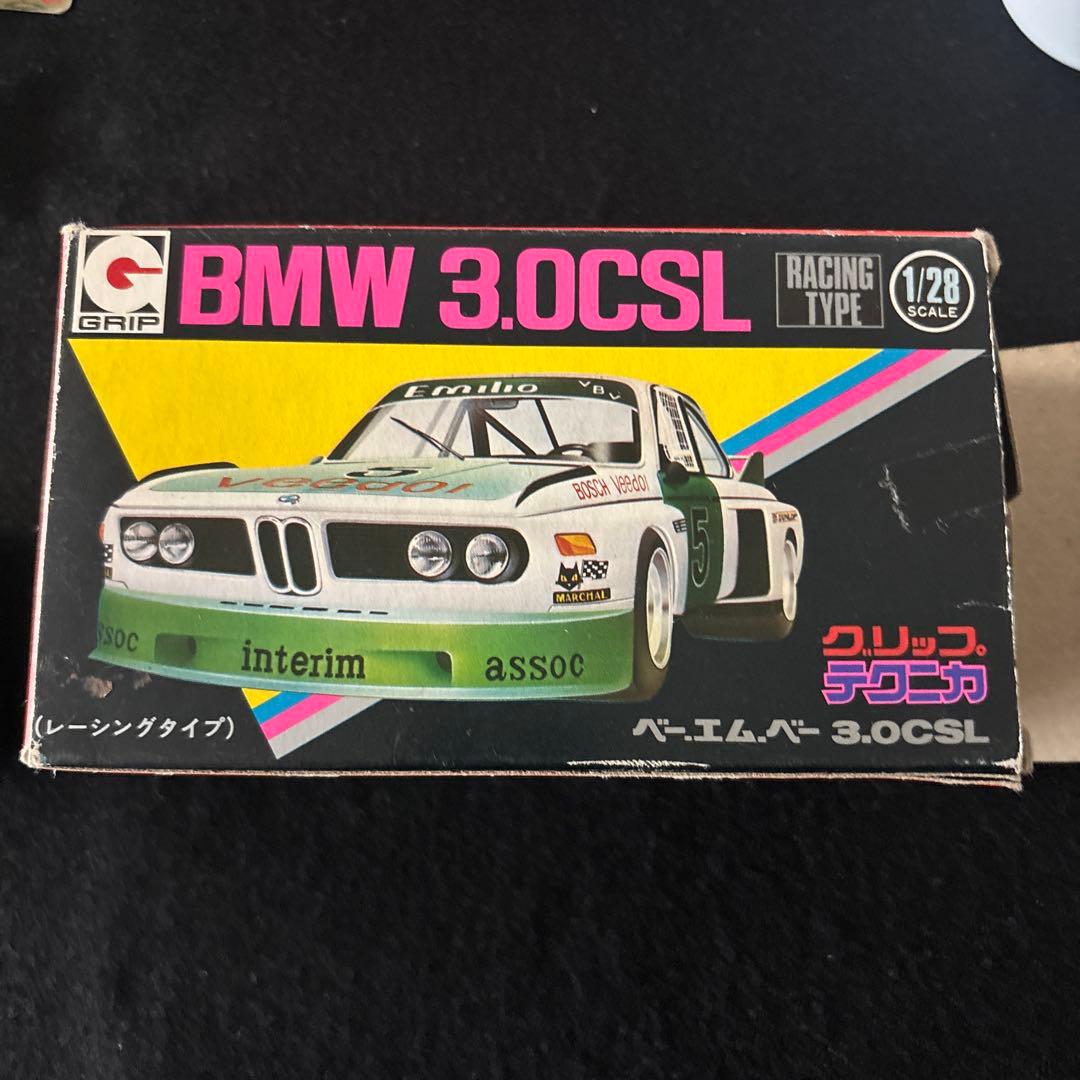 GRIP
BMW 3.0CSL
RACING
TYPE
1/28
SCALE
Emilio
V B V
5
veedol
BOSCH veedol
5
MARCHAL
assoc
interim
assoc
グリップ
テクニカ
(レーシングタイプ)
ベー.エム.ベー 3.0CSL